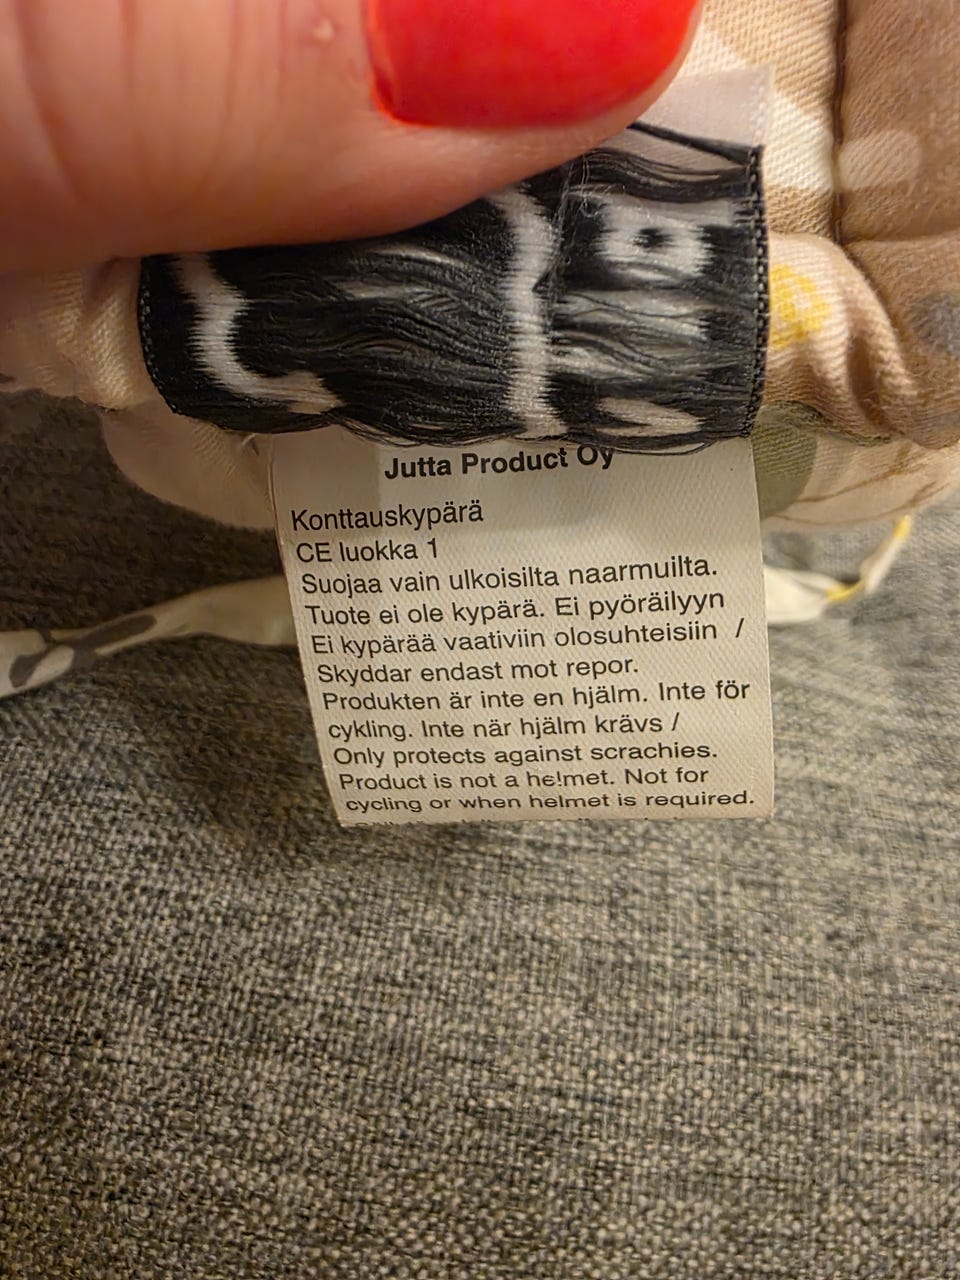 Jutta Product Oy
Konttauskypärä
CE luokka 1
Suojaa vain ulkoisilta naarmuilta.
Tuote ei ole kypärä. Ei pyöräilyyn
Ei kypärää vaativiin olosuhteisiin /
Skyddar endast mot repor.
Produkten är inte en hjälm. Inte för
cykling. Inte när hjälm krävs /
Only protects against scrachies.
Product is not a helmet. Not for
cycling or when helmet is required.